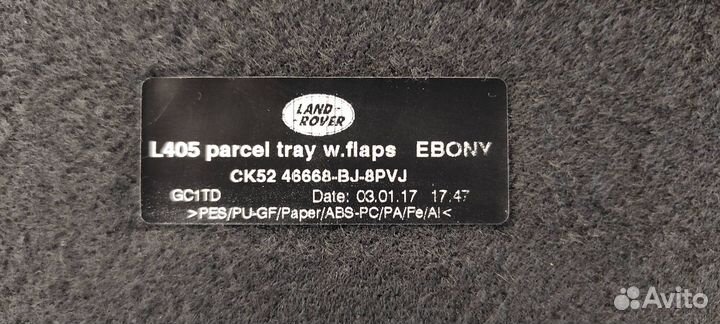 LAND-
-ROVER
L405 parcel tray w.flaps EBONY
CK52 46668-BJ-8PVJ
GC1TD Date: 03.01.17 17.47
>PES/PU-GF/Paper/ABS-PC/PA/Fe/Al<
Avito